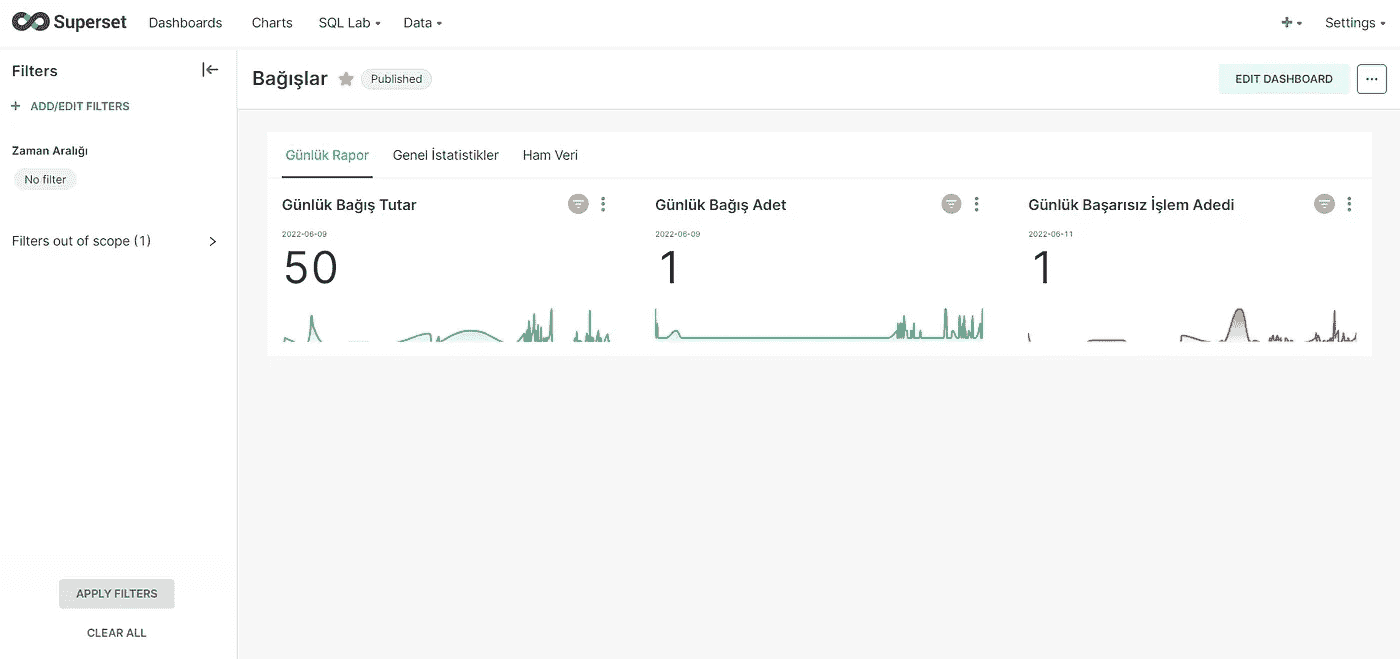 Superset Dashboards Charts SQL Lab Data Settings
Filters
ADD/EDIT FILTERS
Zaman Aralığı
No filter
Filters out of scope (1)
APPLY FILTERS
CLEAR ALL
Bağışlar Published EDIT DASHBOARD
Günlük Rapor Genel İstatistikler Ham Veri
Günlük Bağış Tutar
2022-06-09
50
Günlük Bağış Adet
2022-06-09
1
Günlük Başarısız İşlem Adedi
2022-06-11
1